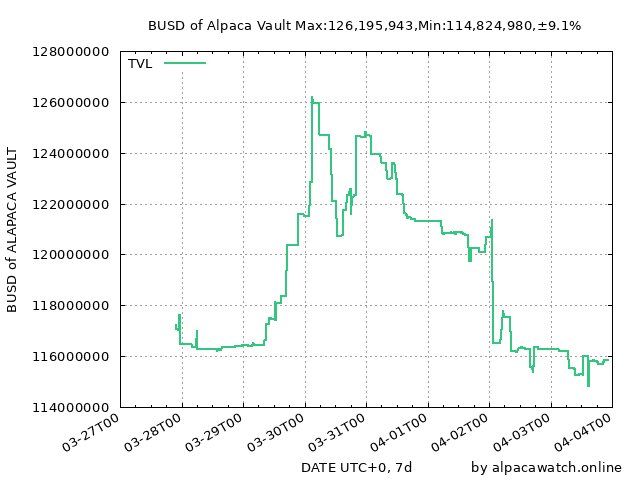 BUSD of Alpaca Vault Max:126,195,943,Min:114,824,980,±9.1%
TVL
BUSD of ALAPACA VAULT
128000000
126000000
124000000
122000000
120000000
118000000
116000000
114000000
03-27T00
03-28T00
03-29T00
03-30T00
03-31T00
04-01T00
04-02T00
04-03T00
04-04T00
DATE UTC+0, 7d
by alpacawatch.online